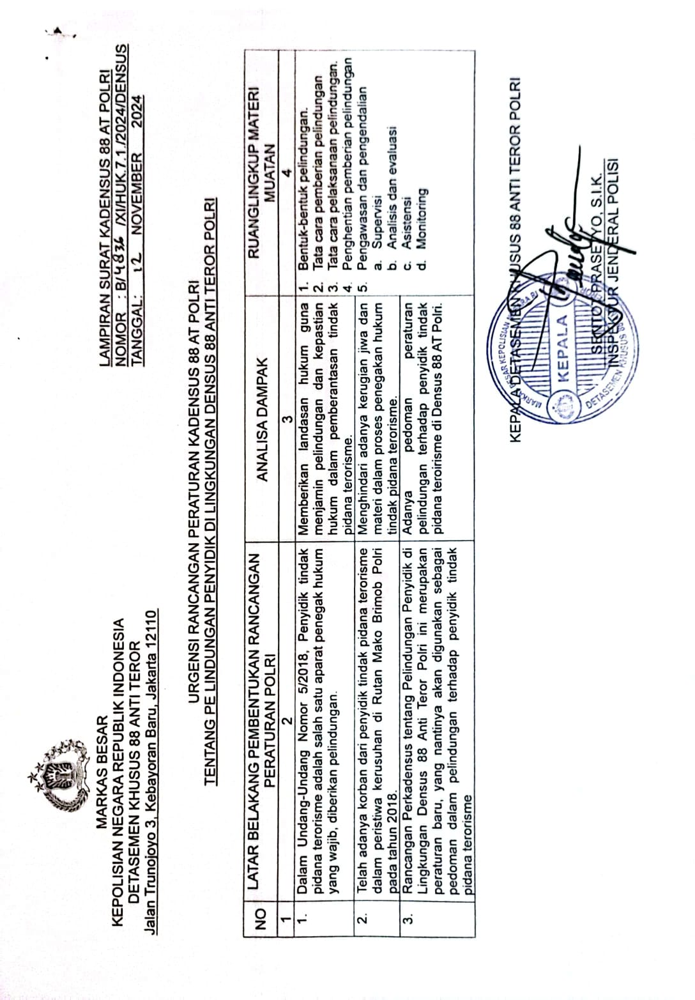 MARKAS BESAR
KEPOLISIAN NEGARA REPUBLIK INDONESIA
DETASEMEN KHUSUS 88 ANTI TEROR
Jalan Trunojoyo 3, Kebayoran Baru, Jakarta 12110
LAMPIRAN SURAT KADENSUS 88 AT POLRI
NOMOR : B/4836 /XI/HUK.7.1./2024/DENSUS
TANGGAL: 12 NOVEMBER 2024
URGENSI RANCANGAN PERATURAN KADENSUS 88 AT POLRI
TENTANG PE LINDUNGAN PENYIDIK DI LINGKUNGAN DENSUS 88 ANTI TEROR POLRI
NO
LATAR BELAKANG PEMBENTUKAN RANCANGAN
PERATURAN POLRI
ANALISA DAMPAK
RUANGLINGKUP MATERI
MUATAN
1
2
3
4
1.
Dalam Undang-Undang Nomor 5/2018, Penyidik tindak
pidana terorisme adalah salah satu aparat penegak hukum
yang wajib, diberikan pelindungan.
Memberikan landasan hukum guna
menjamin pelindungan dan kepastian
hukum dalam pemberantasan tindak
pidana terorisme.
1. Bentuk-bentuk pelindungan.
2. Tata cara pemberian pelindungan
3. Tata cara pelaksanaan pelindungan.
4. Penghentian pemberian pelindungan
5. Pengawasan dan pengendalian
a. Supervisi
b. Analisis dan evaluasi
c. Asistensi
d. Monitoring
2.
Telah adanya korban dari penyidik tindak pidana terorisme
dalam peristiwa kerusuhan di Rutan Mako Brimob Polri
pada tahun 2018.
Menghindari adanya kerugian jiwa dan
materi dalam proses penegakan hukum
tindak pidana terorisme.
3.
Rancangan Perkadensus tentang Pelindungan Penyidik di
Lingkungan Densus 88 Anti Teror Polri ini merupakan
peraturan baru, yang nantinya akan digunakan sebagai
pedoman dalam pelindungan terhadap penyidik tindak
pidana terorisme
Adanya pedoman peraturan
pelindungan terhadap penyidik tindak
pidana teroirisme di Densus 88 AT Polri.
KEPALA DETASEMEN KHUSUS 88 ANTI TEROR POLRI
MARKAS BESAR KEPOLISIAN NEGARA RI
KEPALA
DETASEMEN KHUSUS 88
SENTOT PRASETYO, S.I.K.
INSPEKTUR JENDERAL POLISI